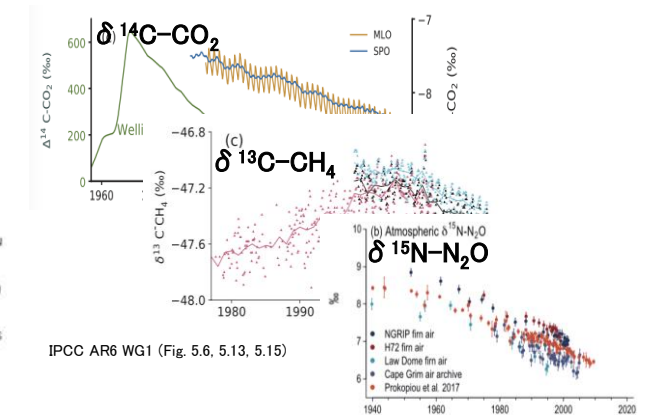 δ 14C-CO2
MLO
SPO
Δ14 C-CO2 (‰)
600
400
200
0
1960
Welli
-7
-8
-CO2 (‰)
(c)
δ 13C-CH4
δ13 C-CH4 (‰)
-46.8
-47.2
-47.6
-48.0
1980
1990
(b) Atmospheric δ15N-N2O
δ 15N-N2O
‰
10
9
8
7
6
NGRIP firn air
H72 firn air
Law Dome firn air
Cape Grim air archive
Prokopiou et al. 2017
1940
1960
1980
2000
2020
IPCC AR6 WG1 (Fig. 5.6, 5.13, 5.15)